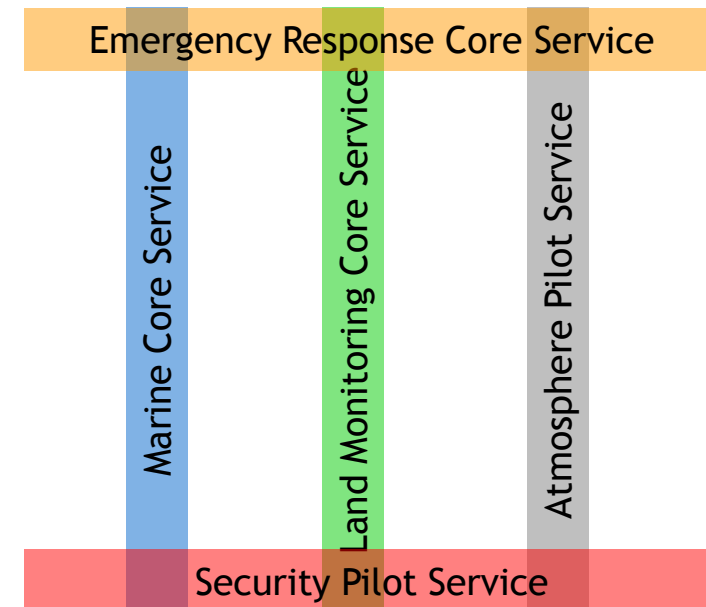 Emergency Response Core Service
Marine Core Service
Land Monitoring Core Service
Atmosphere Pilot Service
Security Pilot Service